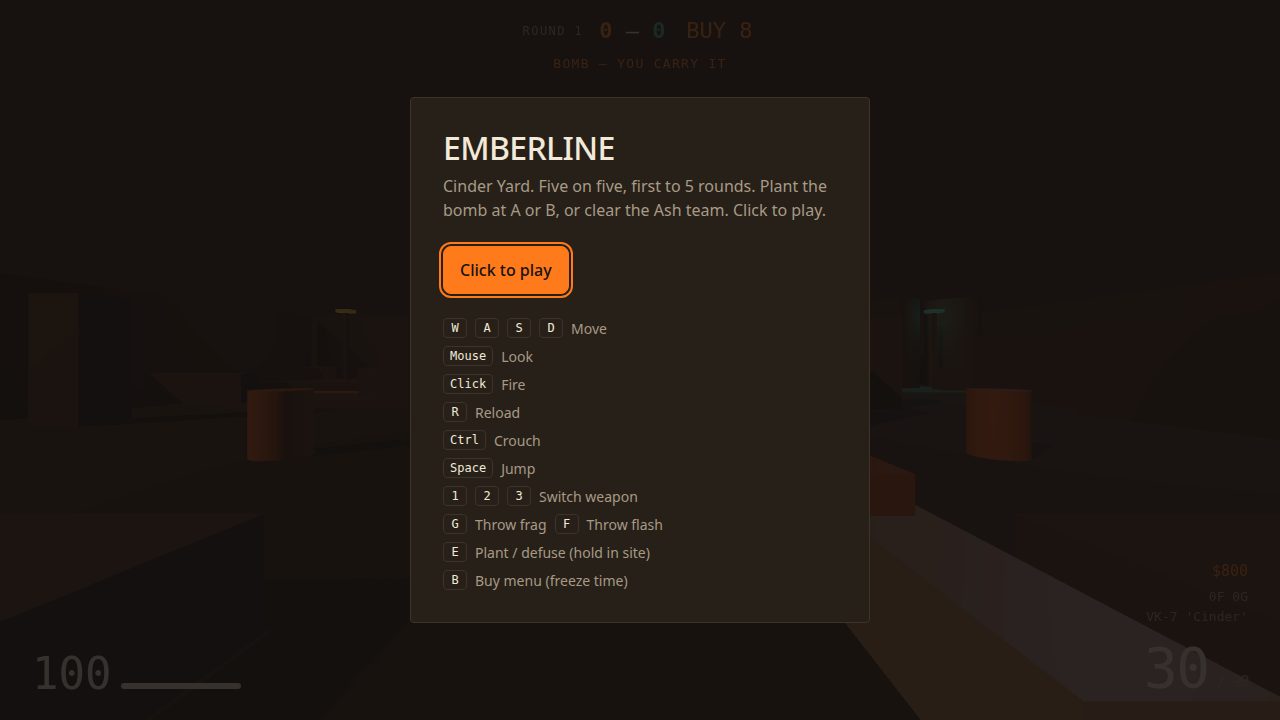 ROUND 1 0 — 0 BUY 8
BOMB — YOU CARRY IT
EMBERLINE
Cinder Yard. Five on five, first to 5 rounds. Plant the
bomb at A or B, or clear the Ash team. Click to play.
Click to play
W A S D Move
Mouse Look
Click Fire
R Reload
Ctrl Crouch
Space Jump
1 2 3 Switch weapon
G Throw frag F Throw flash
E Plant / defuse (hold in site)
B Buy menu (freeze time)
$800
0F 0G
VK-7 'Cinder'
100
30